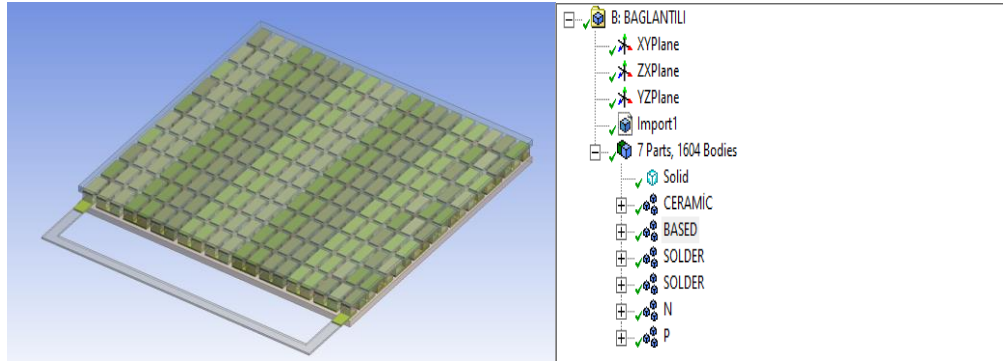 B: BAGLANTILI
XYPlane
ZXPlane
YZPlane
Import1
7 Parts, 1604 Bodies
Solid
CERAMİC
BASED
SOLDER
SOLDER
N
P